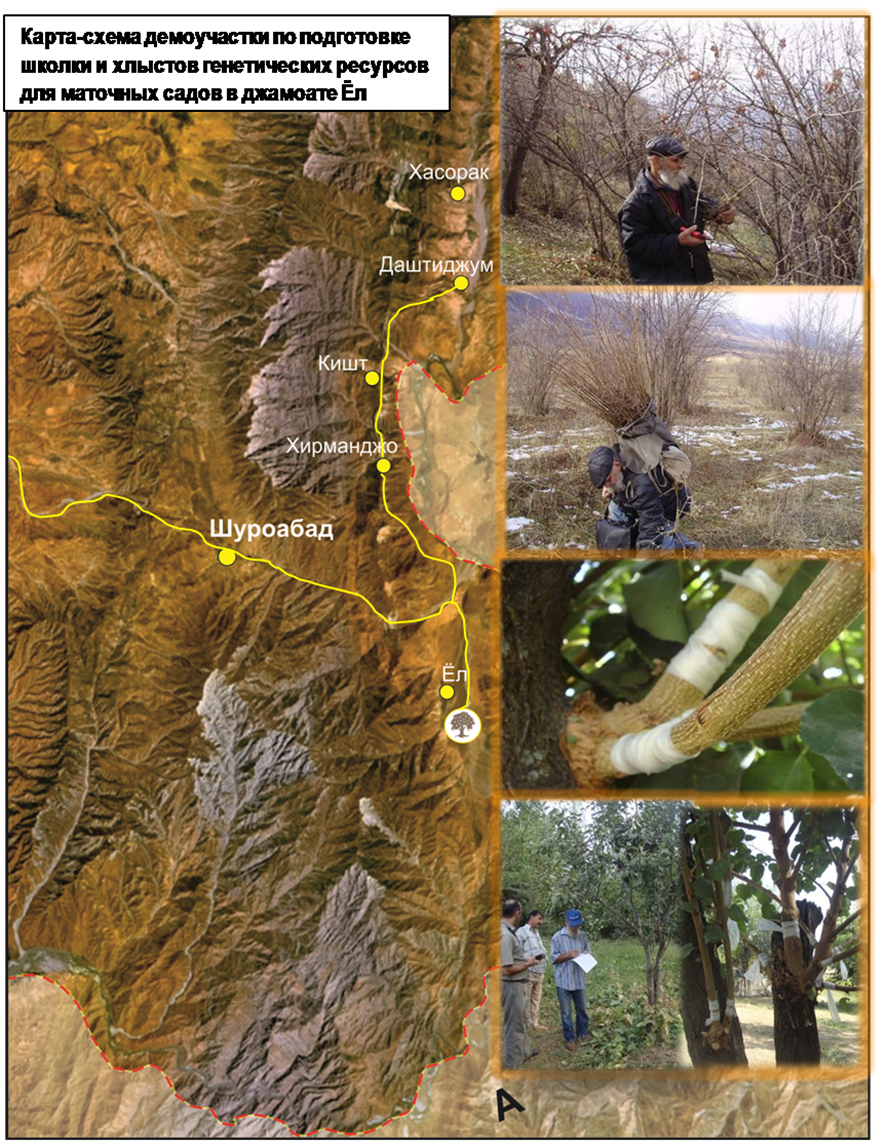 Карта-схема демоучастки по подготовке
школки и хлыстов генетических ресурсов
для маточных садов в джамоате Ёл
Хасорак
Даштиджум
Кишт
Хирманджо
Шуроабад
Ёл
А